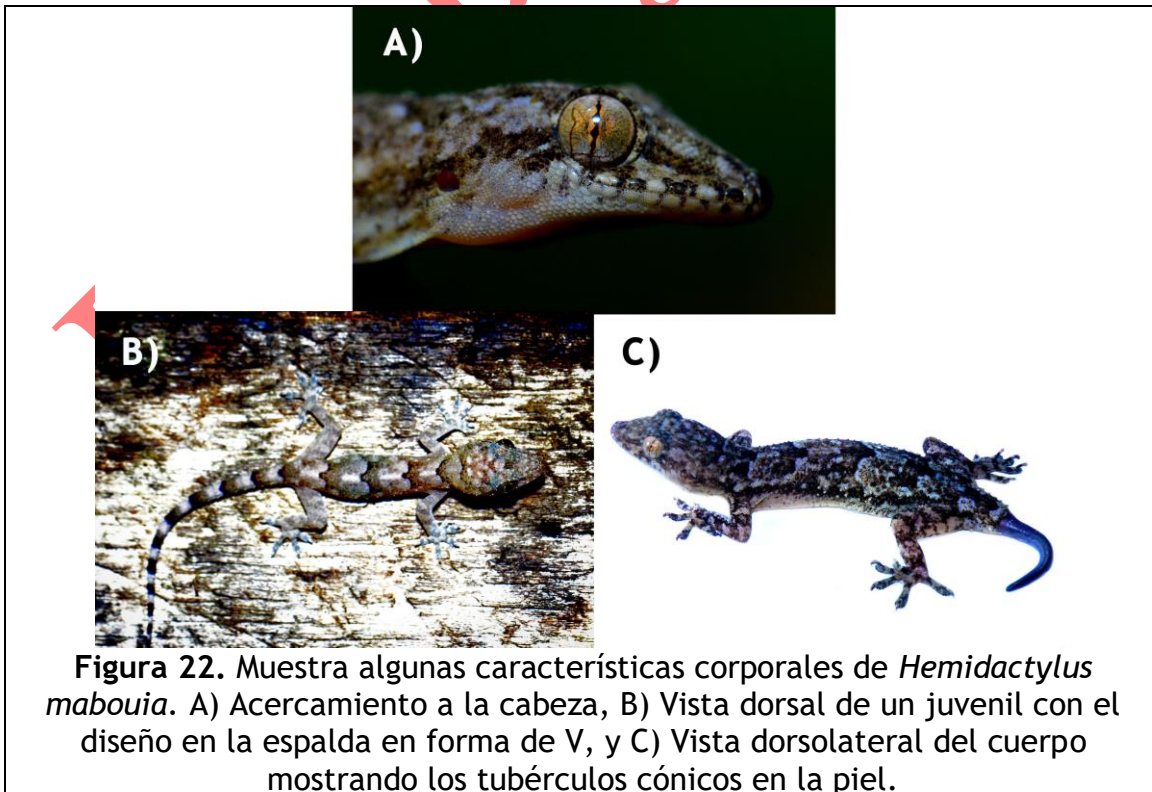 A)
B)
C)
Figura 22. Muestra algunas características corporales de Hemidactylus
mabouia. A) Acercamiento a la cabeza, B) Vista dorsal de un juvenil con el
diseño en la espalda en forma de V, y C) Vista dorsolateral del cuerpo
mostrando los tubérculos cónicos en la piel.